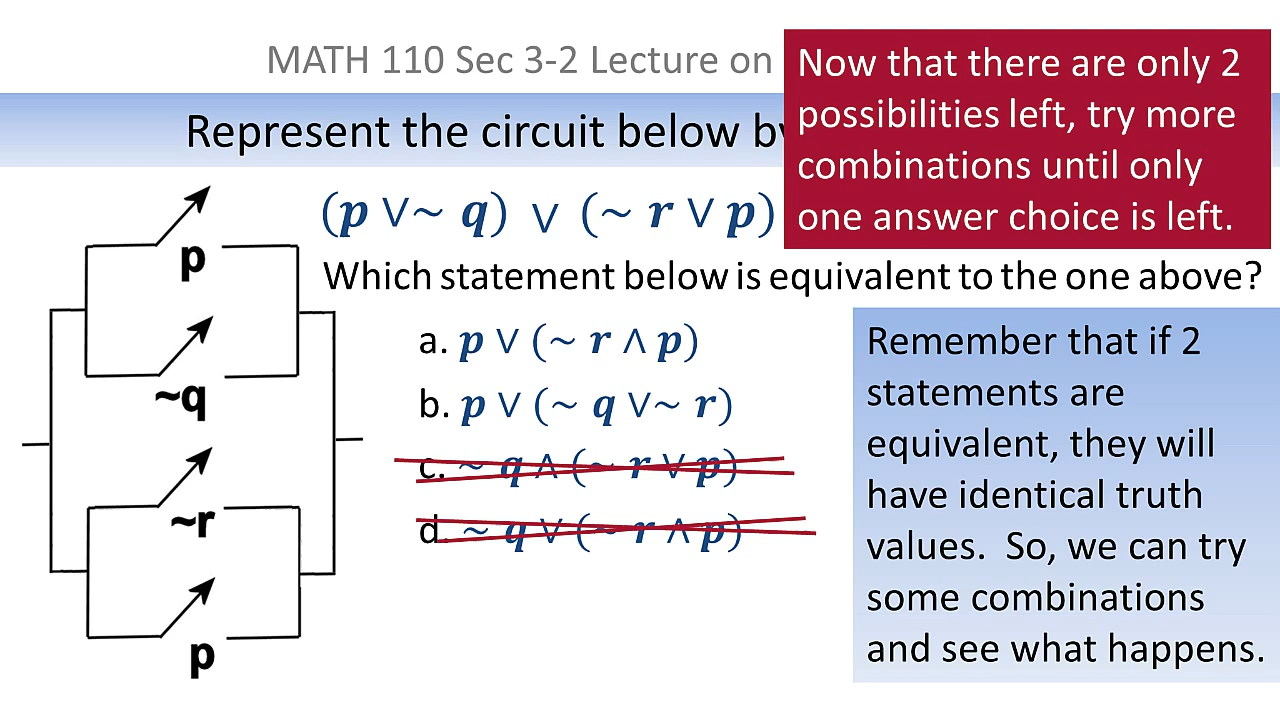 MATH 110 Sec 3-2 Lecture on
Represent the circuit below by
Now that there are only 2
possibilities left, try more
combinations until only
one answer choice is left.
(p ∨~ q) ∨ (~ r ∨ p)
Which statement below is equivalent to the one above?
a. p ∨ (~ r ∧ p)
b. p ∨ (~ q ∨~ r)
c. ~ q ∧ (~ r ∨ p)
d. ~ q ∨ (~ r ∧ p)
Remember that if 2
statements are
equivalent, they will
have identical truth
values. So, we can try
some combinations
and see what happens.
p
~q
~r
p